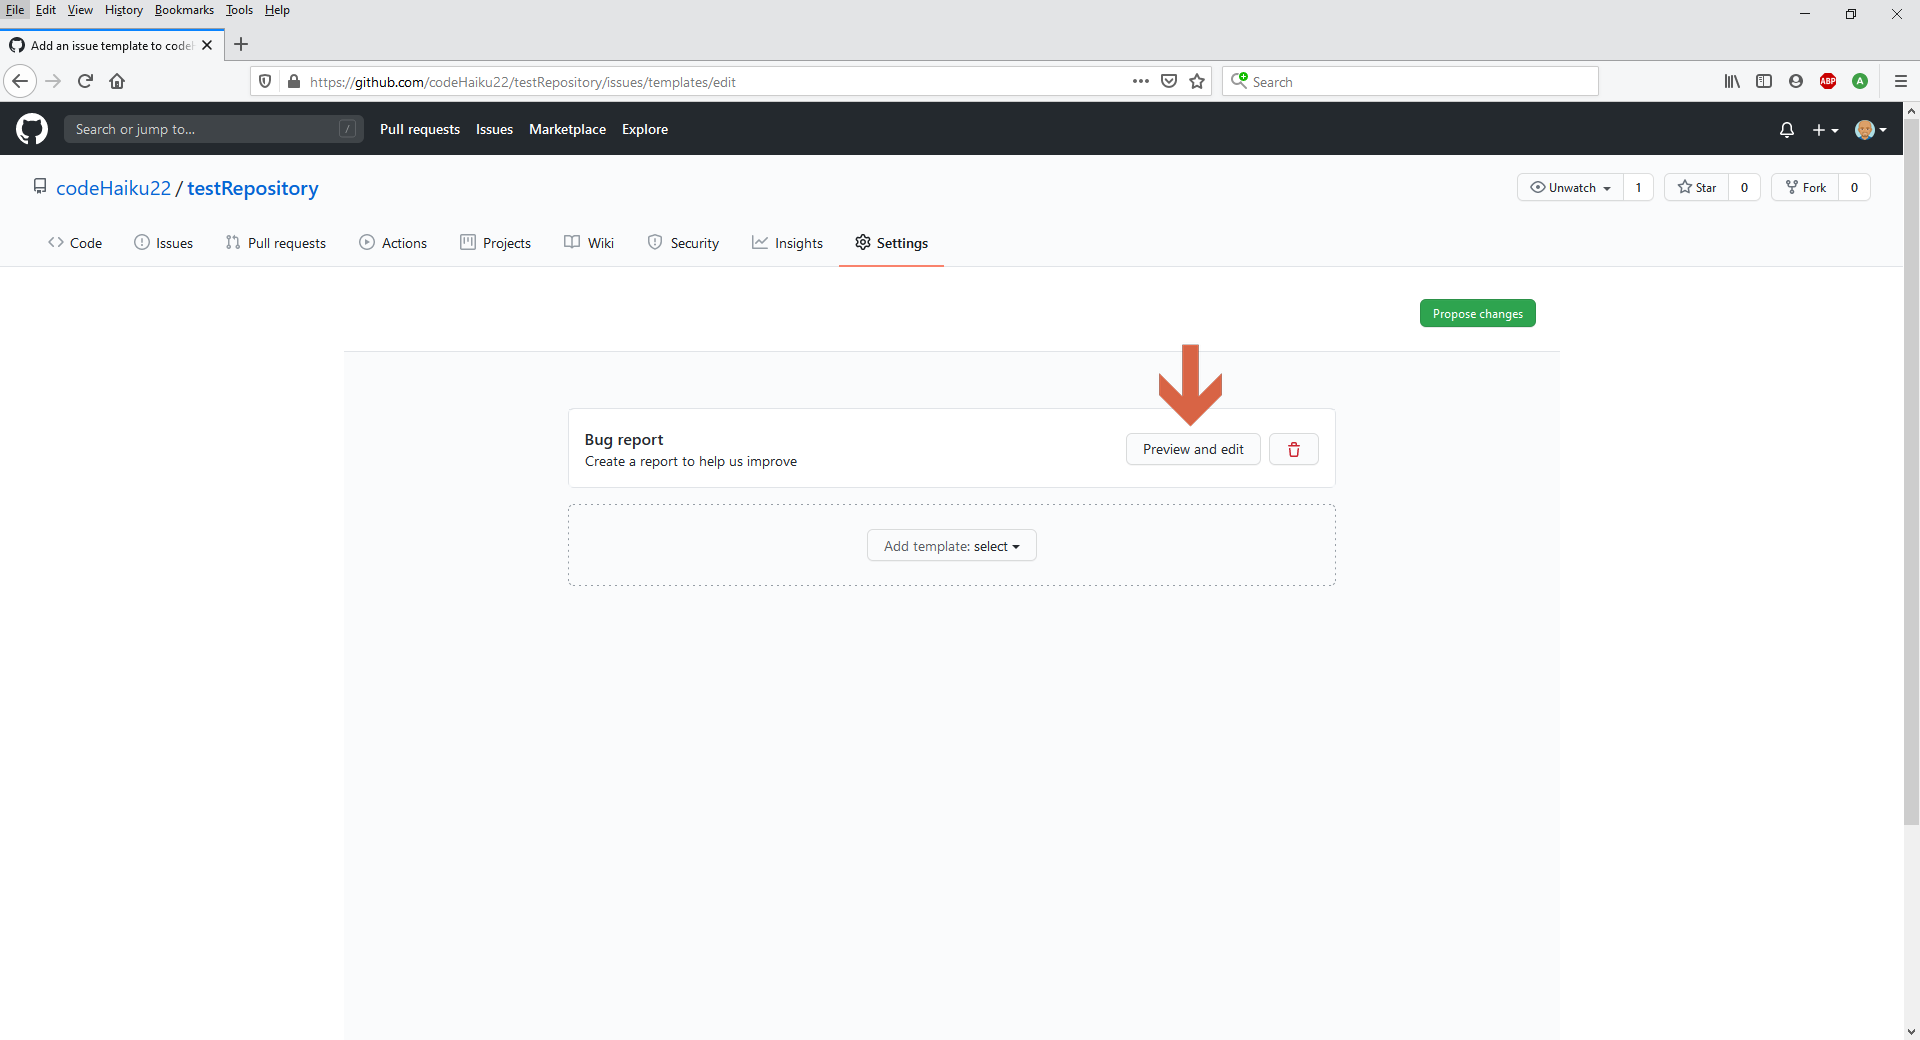 File Edit View History Bookmarks Tools Help
Add an issue template to code
https://github.com/codeHaiku22/testRepository/issues/templates/edit
Search
ABP
A
Search or jump to...
/
Pull requests Issues Marketplace Explore
codeHaiku22 / testRepository
Unwatch 1
Star 0
Fork 0
Code Issues Pull requests Actions Projects Wiki Security Insights Settings
Propose changes
Bug report
Create a report to help us improve
Preview and edit
Add template: select